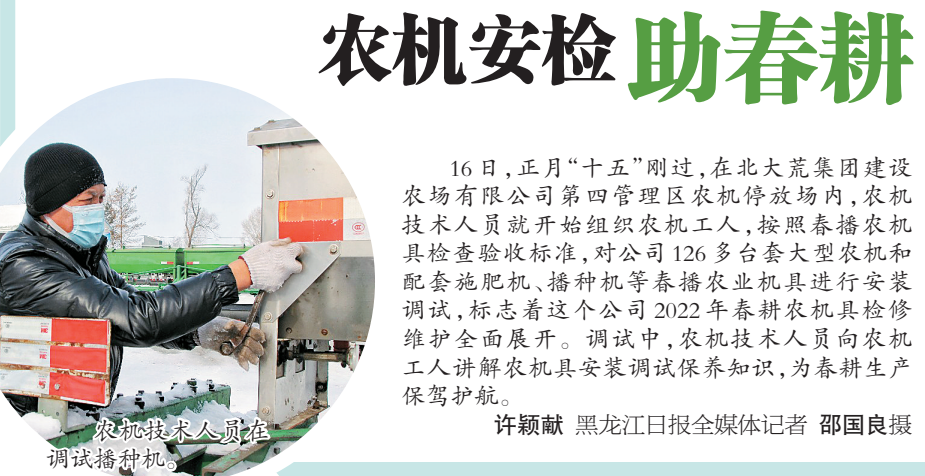 农机安检 助春耕
16日,正月“十五”刚过,在北大荒集团建设
农场有限公司第四管理区农机停放场内,农机
技术人员就开始组织农机工人,按照春播农机
具检查验收标准,对公司126多台套大型农机和
配套施肥机、播种机等春播农业机具进行安装
调试,标志着这个公司2022年春耕农机具检修
维护全面展开。调试中,农机技术人员向农机
工人讲解农机具安装调试保养知识,为春耕生产
保驾护航。
许颖献 黑龙江日报全媒体记者 邵国良摄
农机技术人员在
调试播种机。